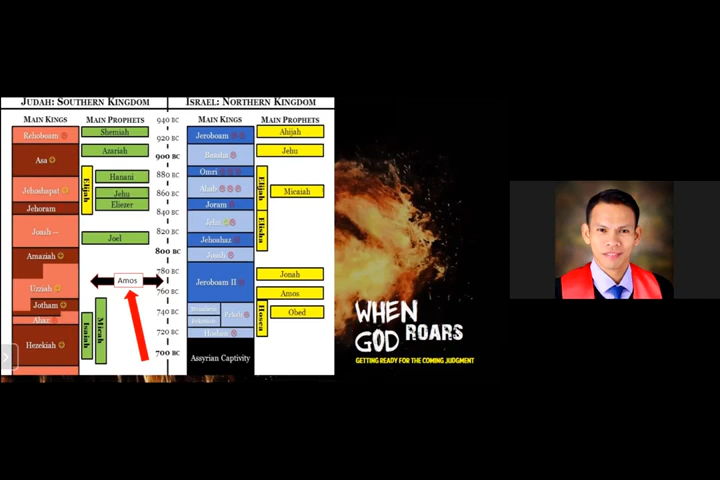 JUDAH: SOUTHERN KINGDOM
MAIN KINGS
MAIN PROPHETS
Rehoboam
Asa
Jehoshapat
Jehoram
Joash --
Amaziah
Uzziah
Jotham
Ahaz
Hezekiah
Shemiah
Azariah
Hanani
Jehu
Eliezer
Elijah
Joel
Amos
Isaiah
Micah
940 BC
920 BC
900 BC
880 BC
860 BC
840 BC
820 BC
800 BC
780 BC
760 BC
740 BC
720 BC
700 BC
ISRAEL: NORTHERN KINGDOM
MAIN KINGS
MAIN PROPHETS
Jeroboam
Baasha
Omri
Ahab
Joram
Jehu
Jehoahaz
Joash
Jeroboam II
Pekah
Hoshea
Assyrian Captivity
Ahijah
Jehu
Elijah
Micaiah
Elisha
Jonah
Amos
Hosea
Obed
WHEN
GOD ROARS
GETTING READY FOR THE COMING JUDGMENT